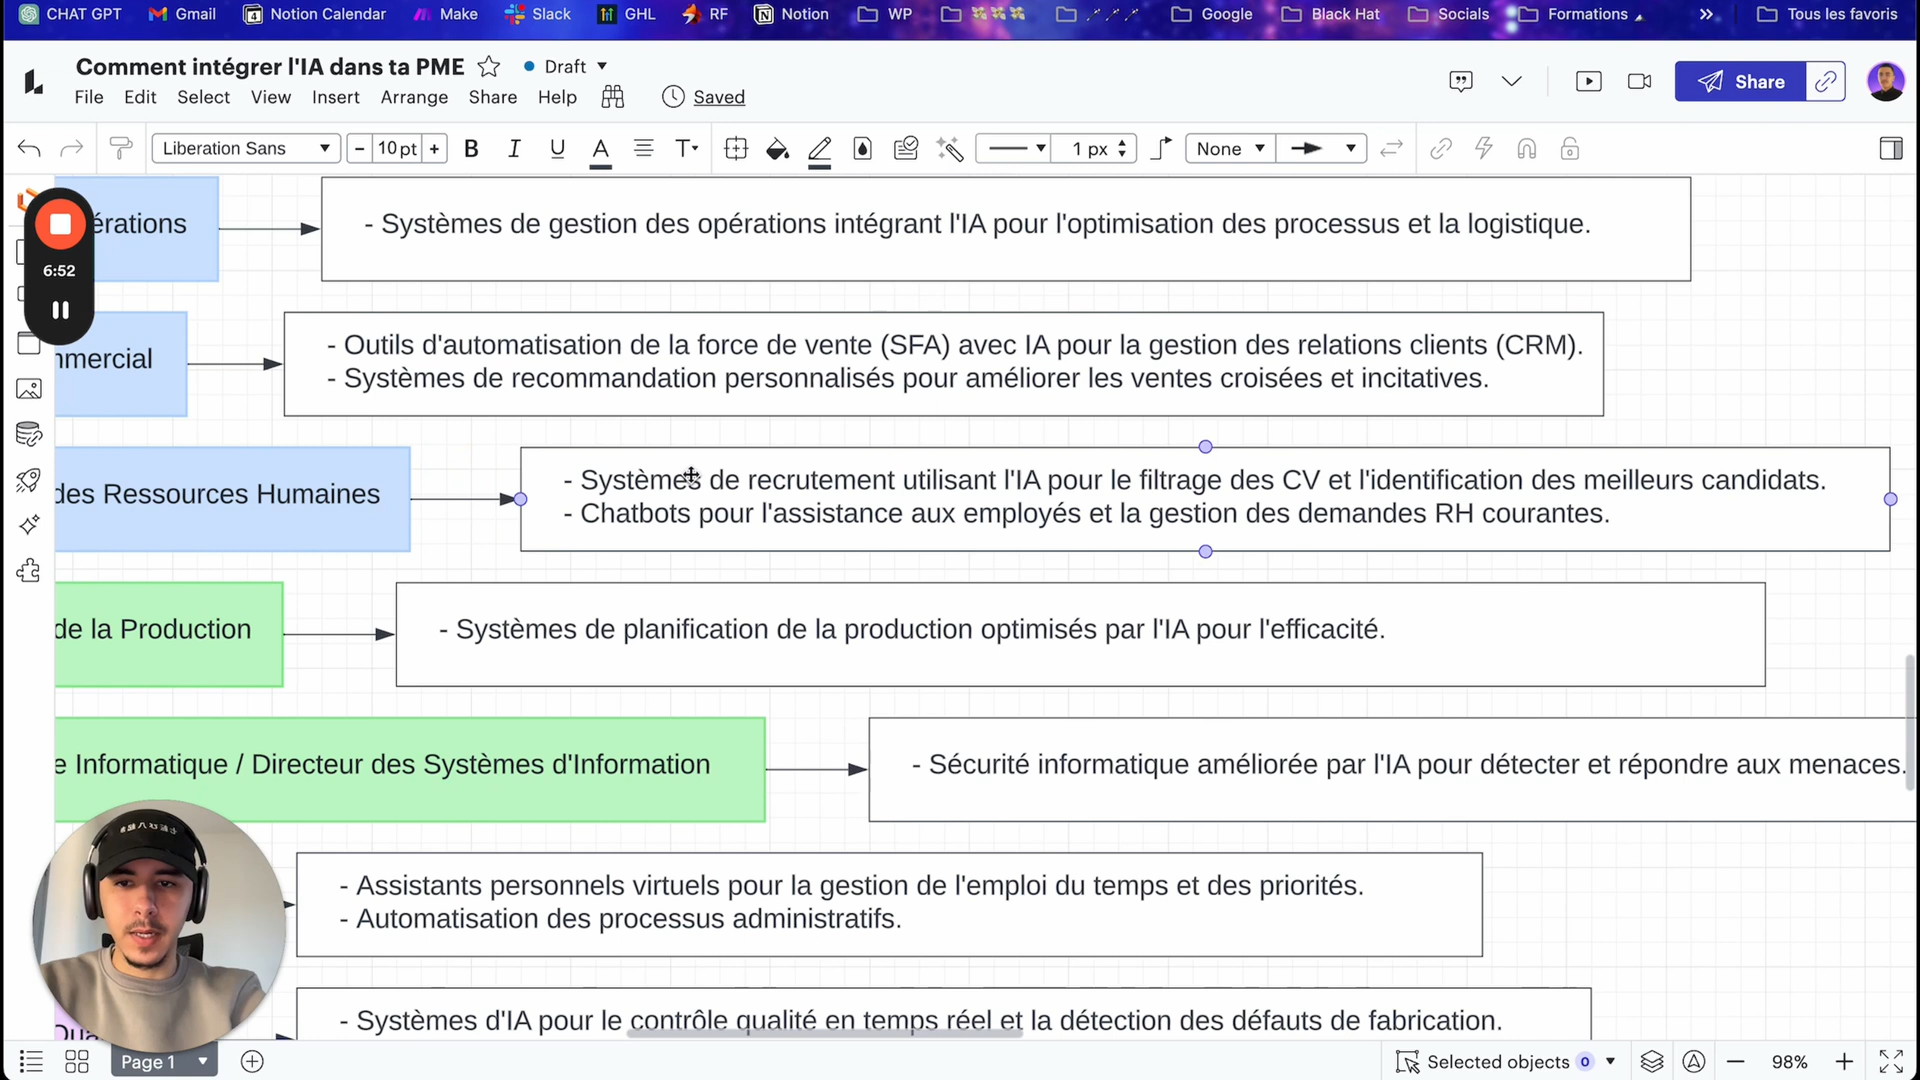 CHAT GPT
Gmail
Notion Calendar
Make
Slack
GHL
RF
Notion
WP
Google
Black Hat
Socials
Formations
Tous les favoris
Comment intégrer l'IA dans ta PME
Draft
File Edit Select View Insert Arrange Share Help
Saved
Share
Liberation Sans
10 pt
1 px
None
6:52
érations
- Systèmes de gestion des opérations intégrant l'IA pour l'optimisation des processus et la logistique.
mmercial
- Outils d'automatisation de la force de vente (SFA) avec IA pour la gestion des relations clients (CRM).
- Systèmes de recommandation personnalisés pour améliorer les ventes croisées et incitatives.
des Ressources Humaines
- Systèmes de recrutement utilisant l'IA pour le filtrage des CV et l'identification des meilleurs candidats.
- Chatbots pour l'assistance aux employés et la gestion des demandes RH courantes.
de la Production
- Systèmes de planification de la production optimisés par l'IA pour l'efficacité.
e Informatique / Directeur des Systèmes d'Information
- Sécurité informatique améliorée par l'IA pour détecter et répondre aux menaces.
- Assistants personnels virtuels pour la gestion de l'emploi du temps et des priorités.
- Automatisation des processus administratifs.
Qua
- Systèmes d'IA pour le contrôle qualité en temps réel et la détection des défauts de fabrication.
Page 1
Selected objects 0
98%